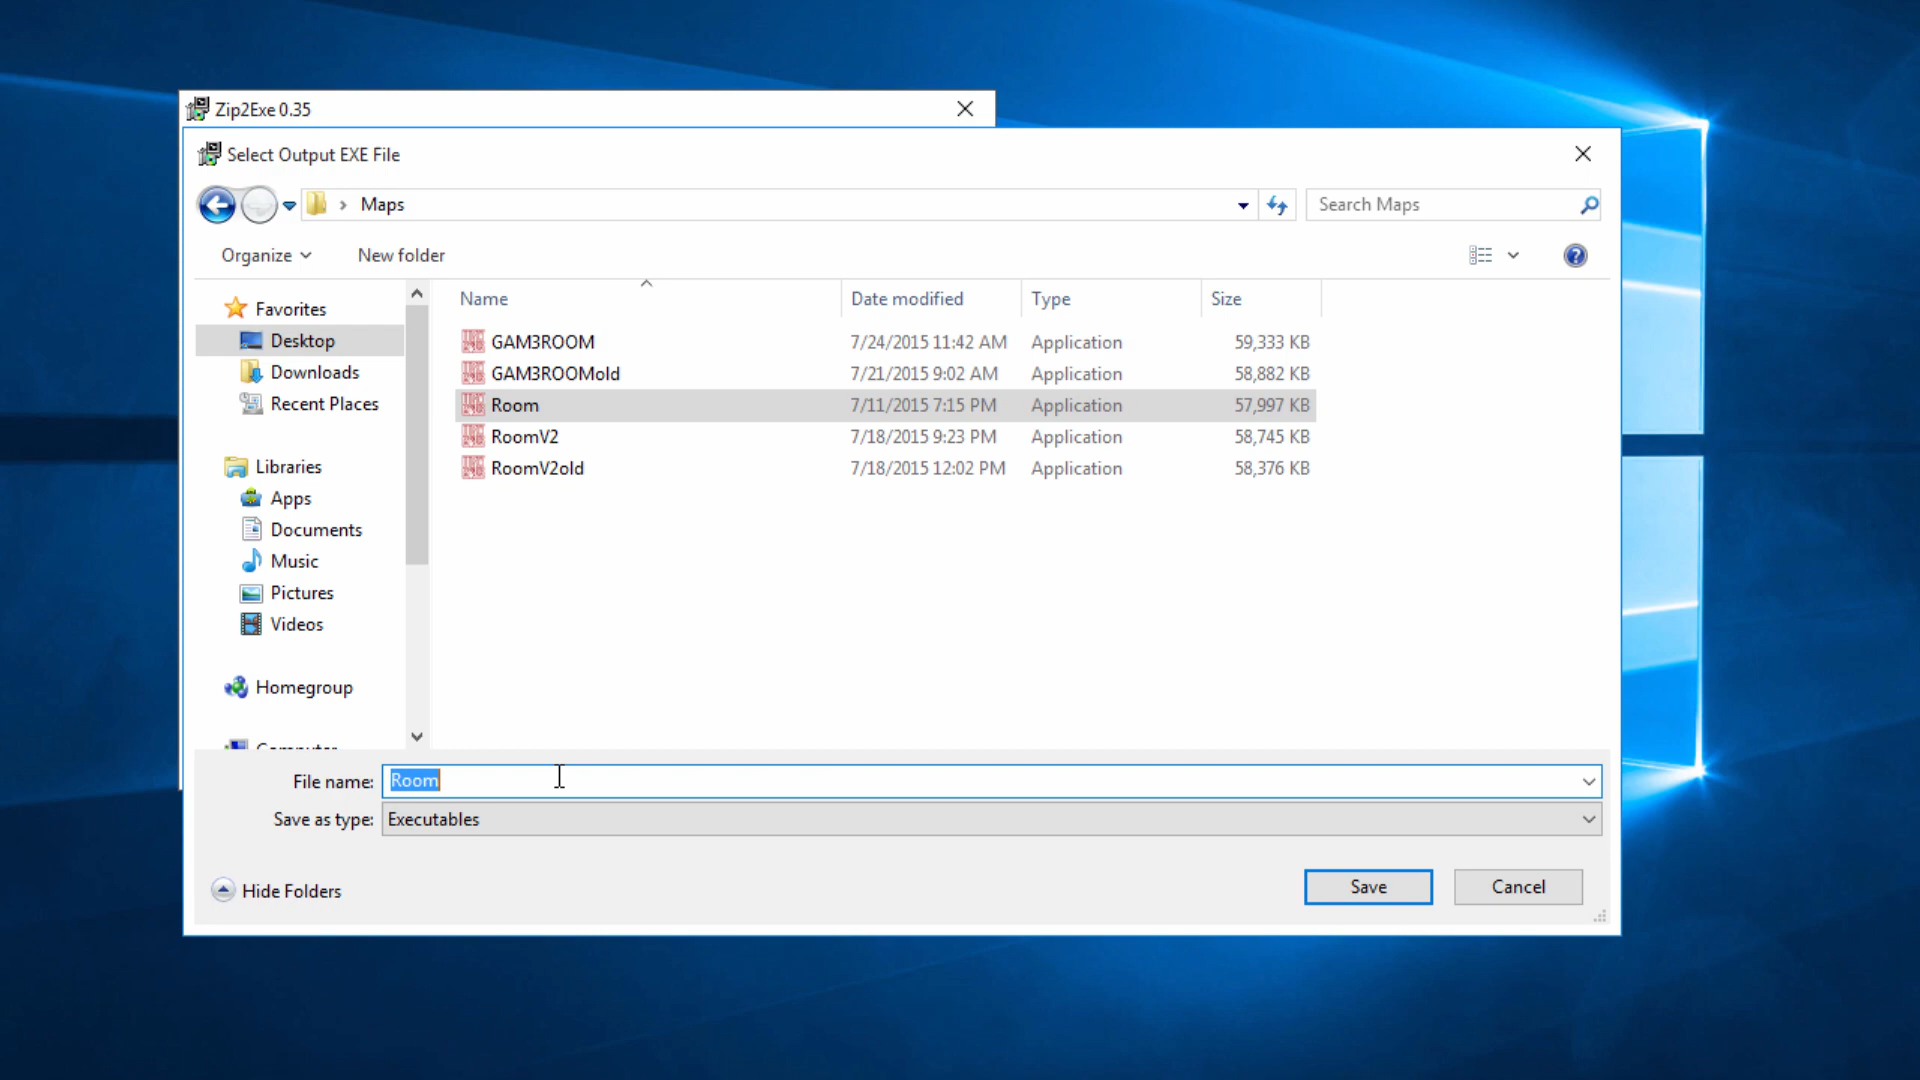 Zip2Exe 0.35
Select Output EXE File
Maps
Search Maps
Organize
New folder
Name
Date modified
Type
Size
Favorites
Desktop
Downloads
Recent Places
Libraries
Apps
Documents
Music
Pictures
Videos
Homegroup
Computer
GAM3ROOM 7/24/2015 11:42 AM Application 59,333 KB
GAM3ROOMold 7/21/2015 9:02 AM Application 58,882 KB
Room 7/11/2015 7:15 PM Application 57,997 KB
RoomV2 7/18/2015 9:23 PM Application 58,745 KB
RoomV2old 7/18/2015 12:02 PM Application 58,376 KB
File name: Room
Save as type: Executables
Hide Folders
Save
Cancel